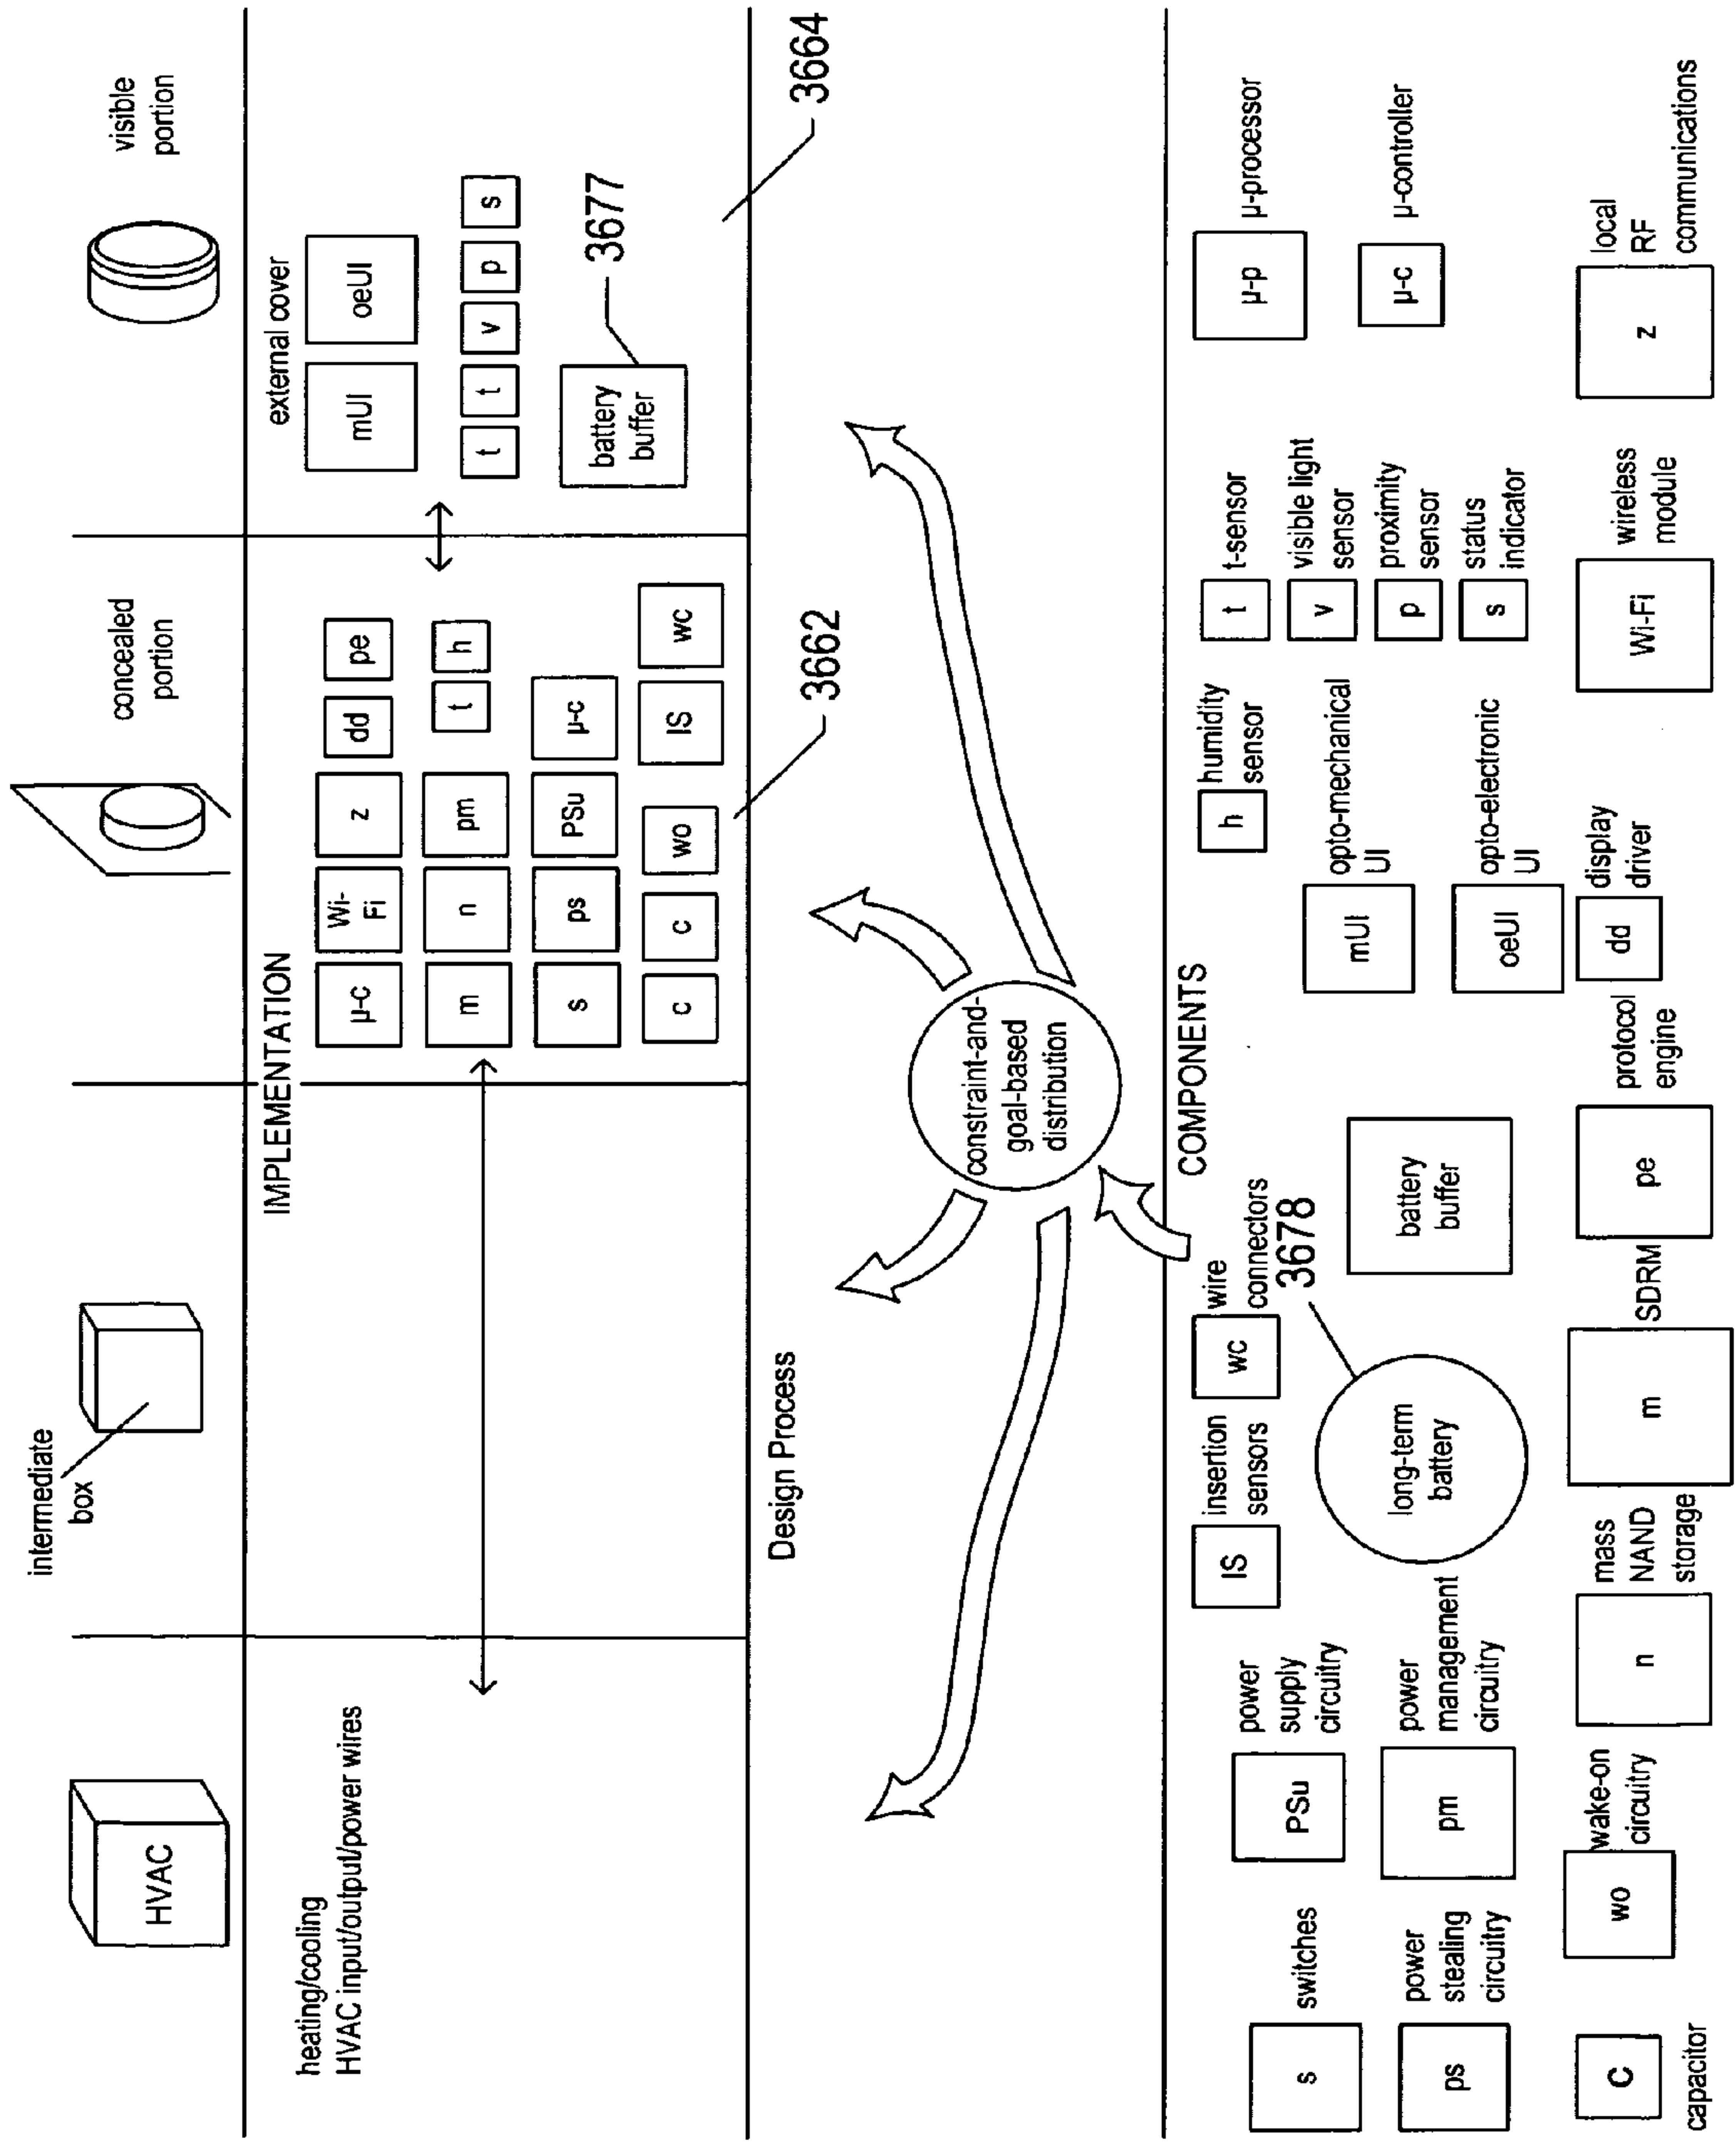 HVAC
intermediate
box
concealed
portion
visible
portion
heating/cooling
HVAC input/output/power wires
IMPLEMENTATION
μ-c
Wi-
Fi
z
dd
pe
m
n
pm
t
h
s
ps
PSu
μ-c
c
c
wo
IS
wc
3662
external cover
mUI
oeUI
t
t
v
p
s
battery
buffer
3677
3664
Design Process
constraint-and-
goal-based
distribution
COMPONENTS
s
switches
PSu
power
supply
circuitry
IS
insertion
sensors
wc
wire
connectors
3678
h
humidity
sensor
t
t-sensor
v
visible light
sensor
p
proximity
sensor
s
status
indicator
μ-p
μ-processor
ps
power
stealing
circuitry
pm
power
management
circuitry
long-term
battery
battery
buffer
mUI
opto-mechanical
UI
oeUI
opto-electronic
UI
μ-c
μ-controller
C
capacitor
wo
wake-on
circuitry
n
mass
NAND
storage
m
SDRM
pe
protocol
engine
dd
display
driver
Wi-Fi
wireless
module
z
local
RF
communications